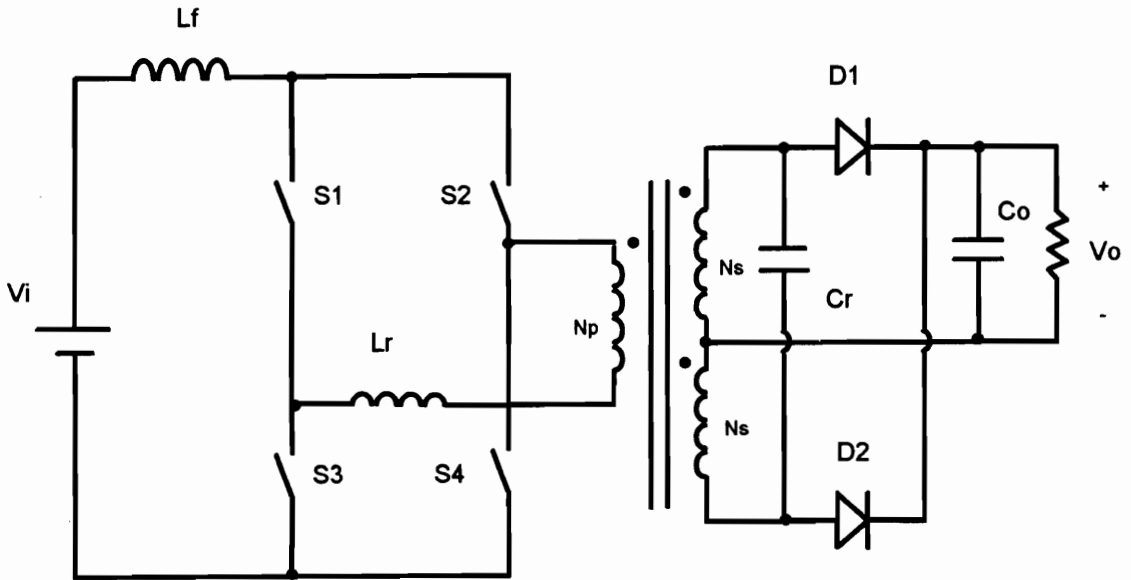 Lf
D1
S1
S2
+
Co
Vo
Ns
Vi
Np
Cr
-
Lr
Ns
S3
S4
D2